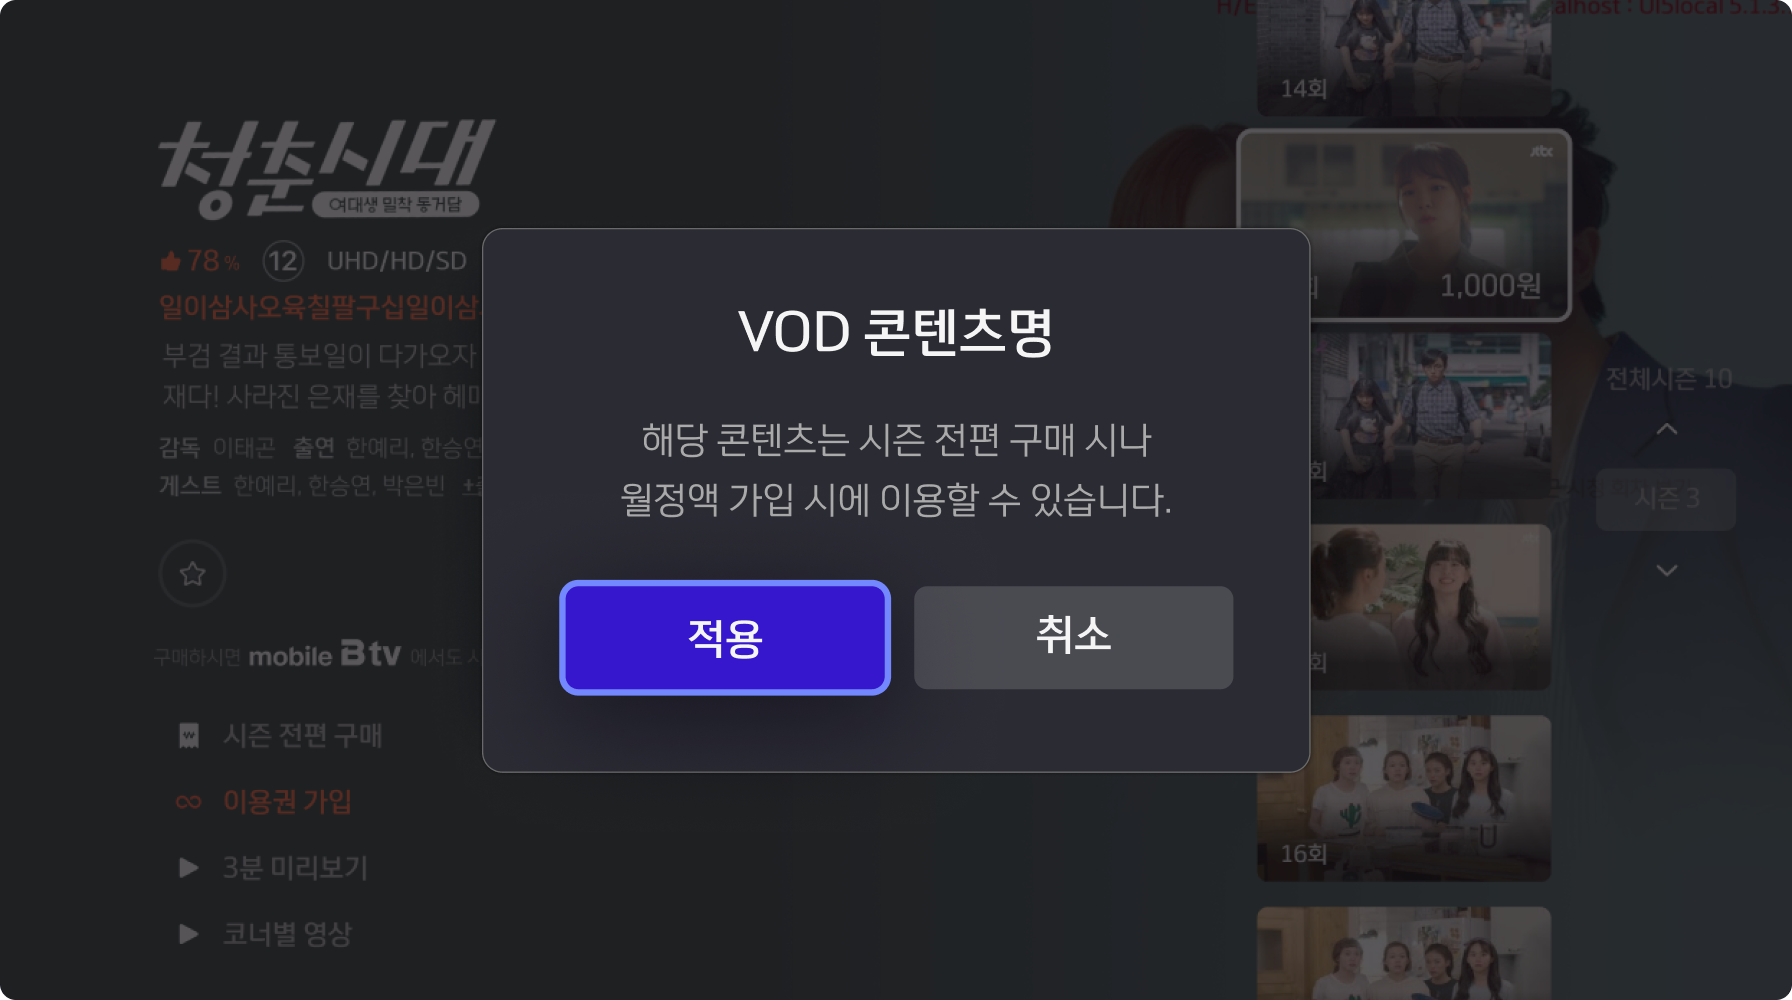 H/E
alhost : UI5local 5.1.3
14회
청춘시대
여대생 밀착 동거담
jtbc
78%
12
UHD/HD/SD
1,000원
일이삼사오육칠팔구십일이삼
VOD 콘텐츠명
부검 결과 통보일이 다가오자
재다! 사라진 은재를 찾아 헤매
전체시즌 10
해당 콘텐츠는 시즌 전편 구매 시나
월정액 가입 시에 이용할 수 있습니다.
감독 이태곤 출연 한예리, 한승연
게스트 한예리, 한승연, 박은빈
회
시즌 3
적용
취소
구매하시면 mobile B tv 에서도 시
회
시즌 전편 구매
이용권 가입
3분 미리보기
16회
코너별 영상